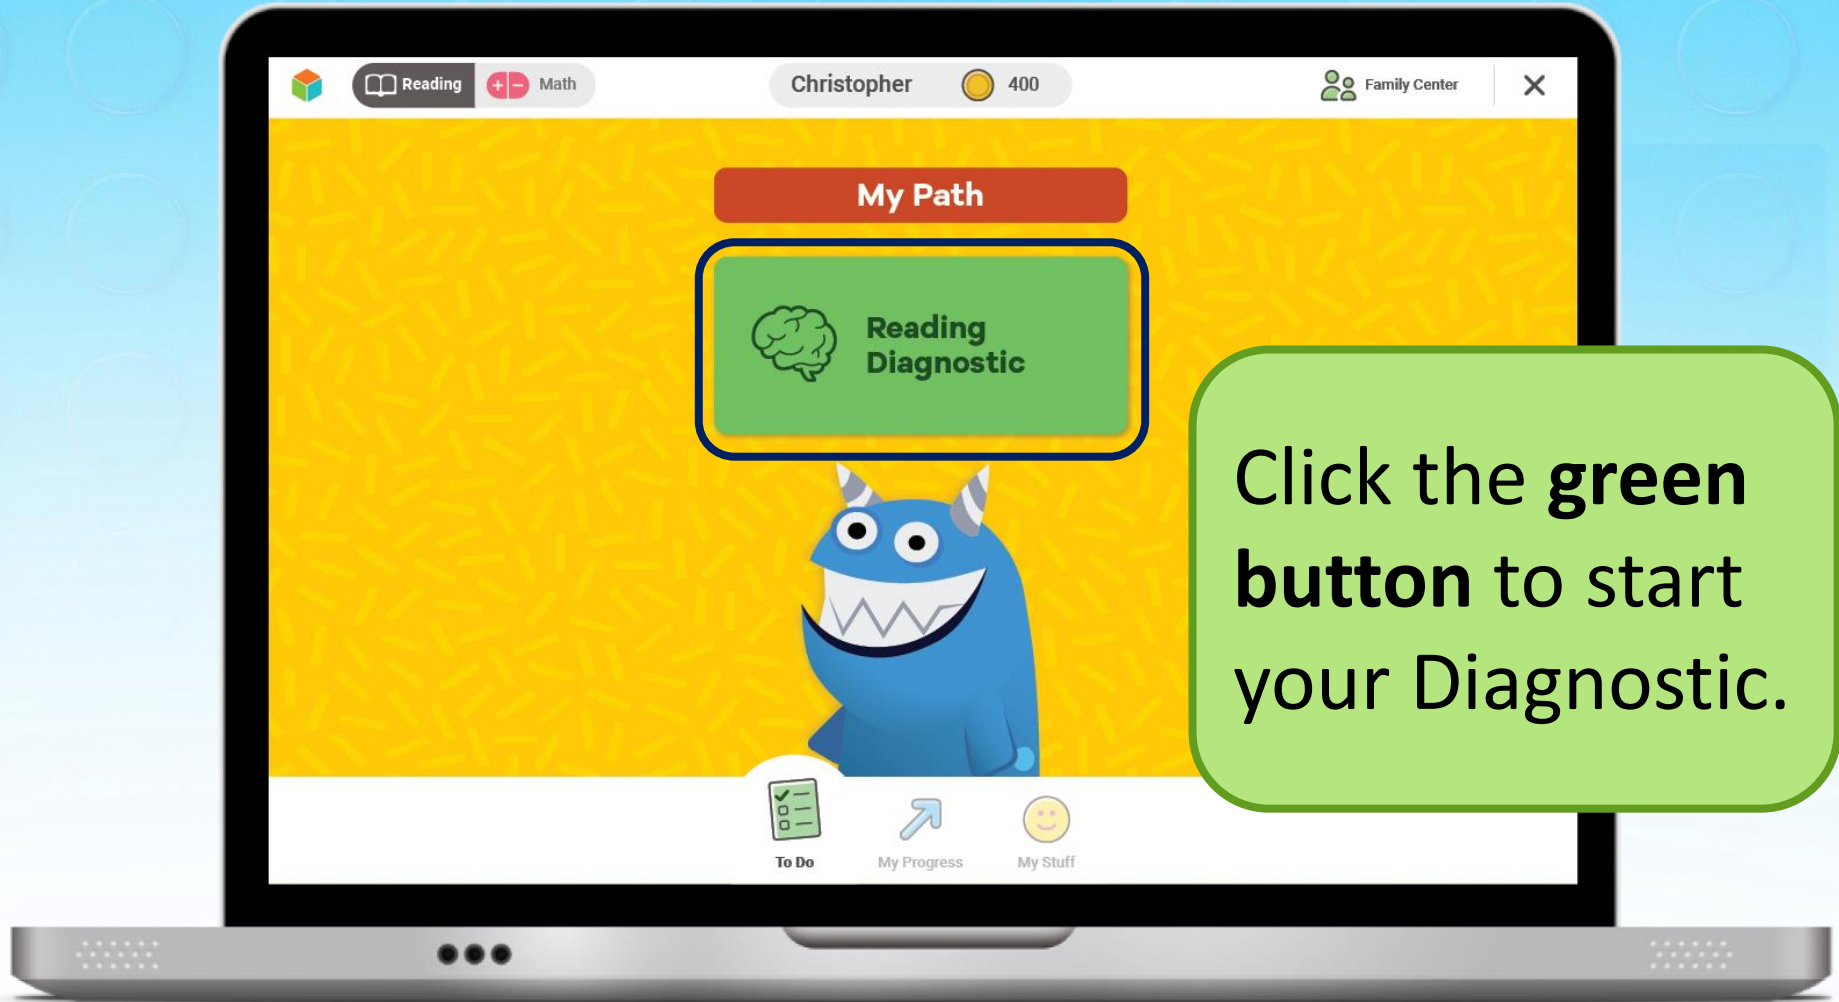 Reading
Math
Christopher
400
Family Center
My Path
Reading
Diagnostic
Click the green
button to start
your Diagnostic.
To Do
My Progress
My Stuff